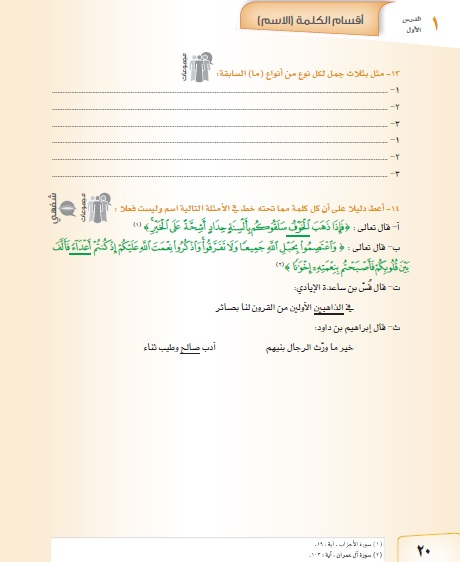 ١
الدرس
الأول
أقسام الكلمة (الاسم)
١٣- مثل بثلاث جمل لكل نوع من أنواع (ما) السابقة:
مجموعات
١-
٢-
٣-
١-
٢-
٣-
١٤- أعط دليلا على أن كل كلمة مما تحته خط في الأمثلة التالية اسم وليست فعلا :
مجموعات
شفهي
أ- قال تعالى : ﴿فَإِذَا ذَهَبَ الْخَوْفُ سَلَقُوكُم بِأَلْسِنَةٍ حِدَادٍ أَشِحَّةً عَلَى الْخَيْرِ﴾ (١)
ب- قال تعالى : ﴿وَاعْتَصِمُوا بِحَبْلِ اللَّهِ جَمِيعًا وَلَا تَفَرَّقُوا وَاذْكُرُوا نِعْمَتَ اللَّهِ عَلَيْكُمْ إِذْ كُنتُمْ أَعْدَاءً فَأَلَّفَ
بَيْنَ قُلُوبِكُمْ فَأَصْبَحْتُم بِنِعْمَتِهِ إِخْوَانًا﴾ (٢)
ت- قال قُسّ بن ساعدة الإيادي:
في الذاهبين الأولين من القرون لنا بصائر
ث- قال إبراهيم بن داود:
خير ما ورّث الرجال بنيهم أدب صالح وطيب ثناء
(١) سورة الأحزاب ، آية : ١٩.
(٢) سورة آل عمران ، آية : ١٠٣.
٢٠